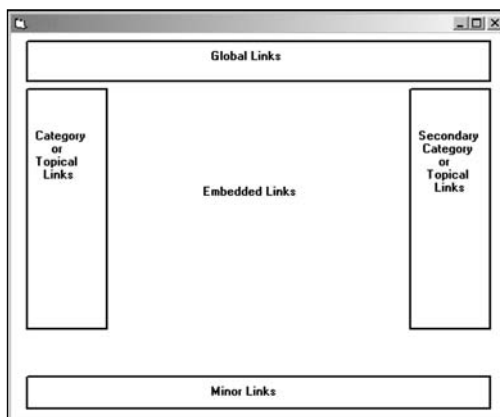 Global Links
Category
or
Topical
Links
Embedded Links
Secondary
Category
or
Topical
Links
Minor Links